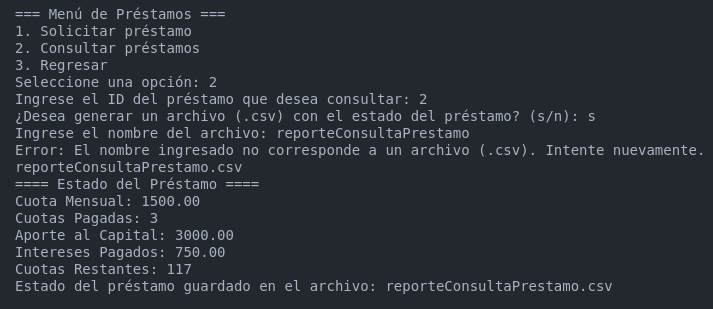 === Menú de Préstamos ===
1. Solicitar préstamo
2. Consultar préstamos
3. Regresar
Seleccione una opción: 2
Ingrese el ID del préstamo que desea consultar: 2
¿Desea generar un archivo (.csv) con el estado del préstamo? (s/n): s
Ingrese el nombre del archivo: reporteConsultaPrestamo
Error: El nombre ingresado no corresponde a un archivo (.csv). Intente nuevamente.
reporteConsultaPrestamo.csv
==== Estado del Préstamo ====
Cuota Mensual: 1500.00
Cuotas Pagadas: 3
Aporte al Capital: 3000.00
Intereses Pagados: 750.00
Cuotas Restantes: 117
Estado del préstamo guardado en el archivo: reporteConsultaPrestamo.csv